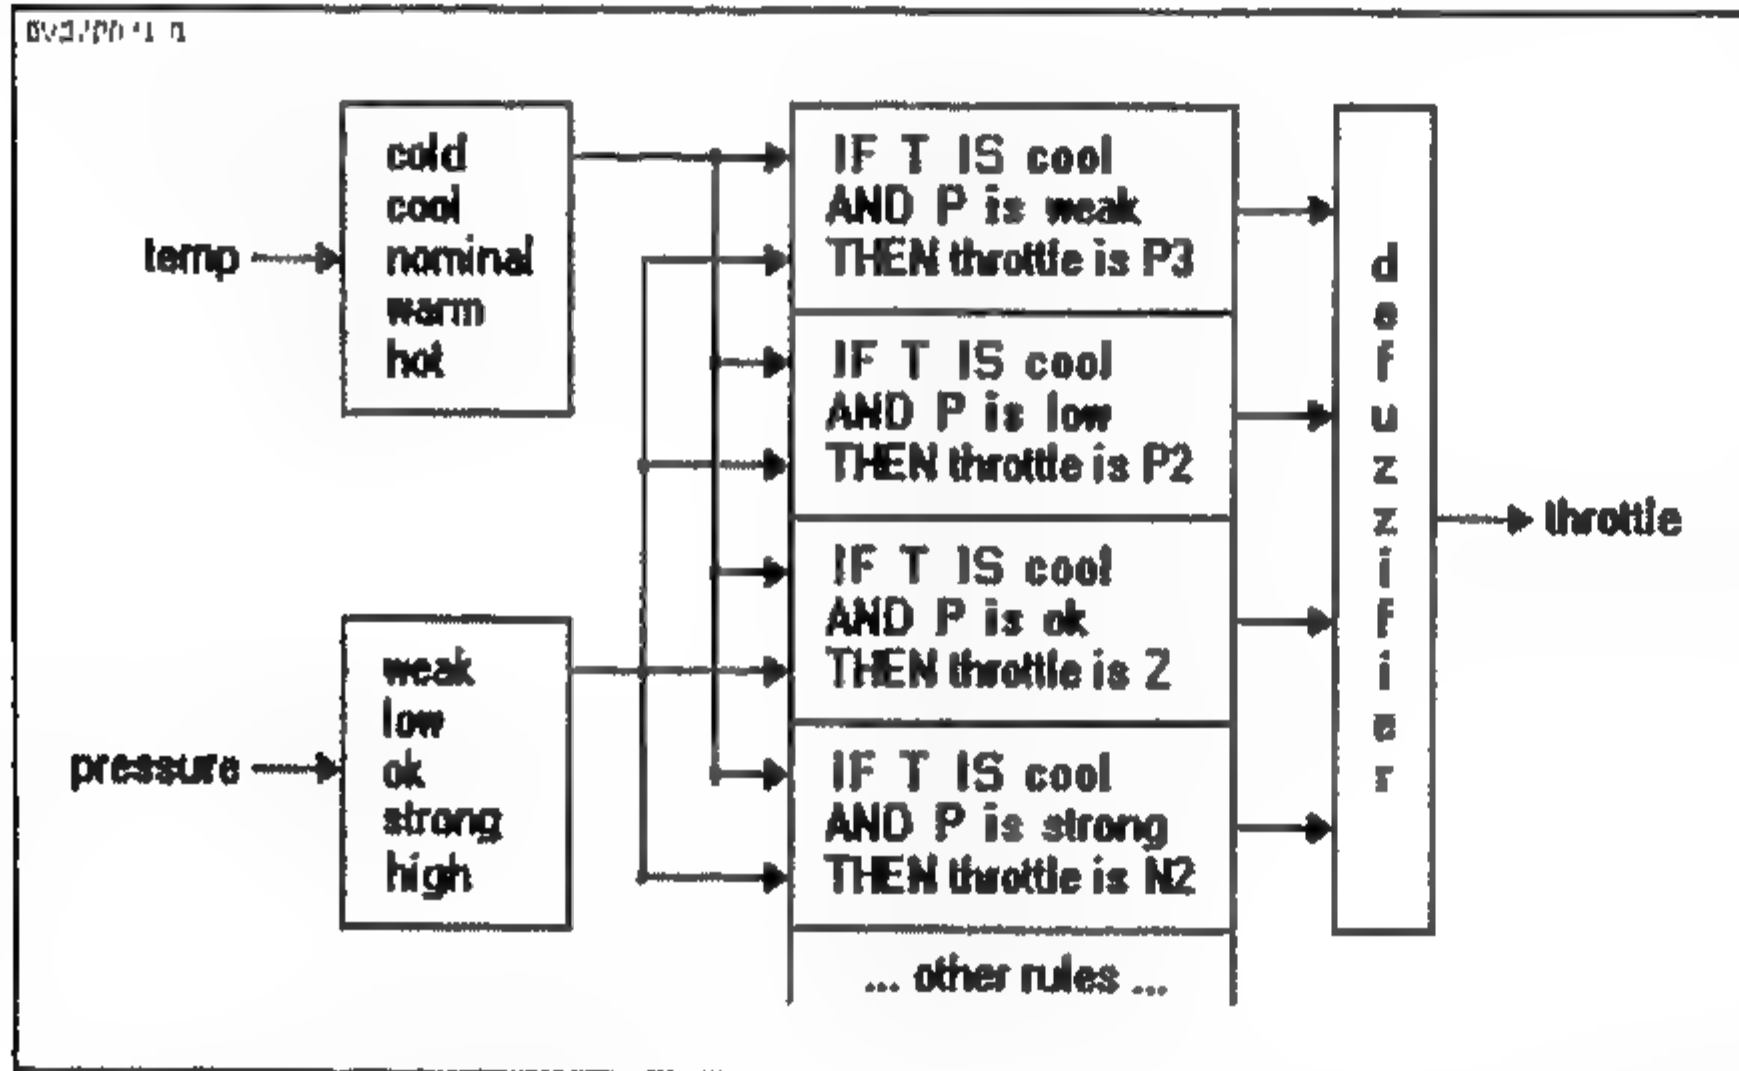 temp
cold
cool
nominal
warm
hot
pressure
weak
low
ok
strong
high
IF T IS cool
AND P is weak
THEN throttle is P3
IF T IS cool
AND P is low
THEN throttle is P2
IF T IS cool
AND P is ok
THEN throttle is Z
IF T IS cool
AND P is strong
THEN throttle is N2
... other rules ...
defuzzifier
throttle